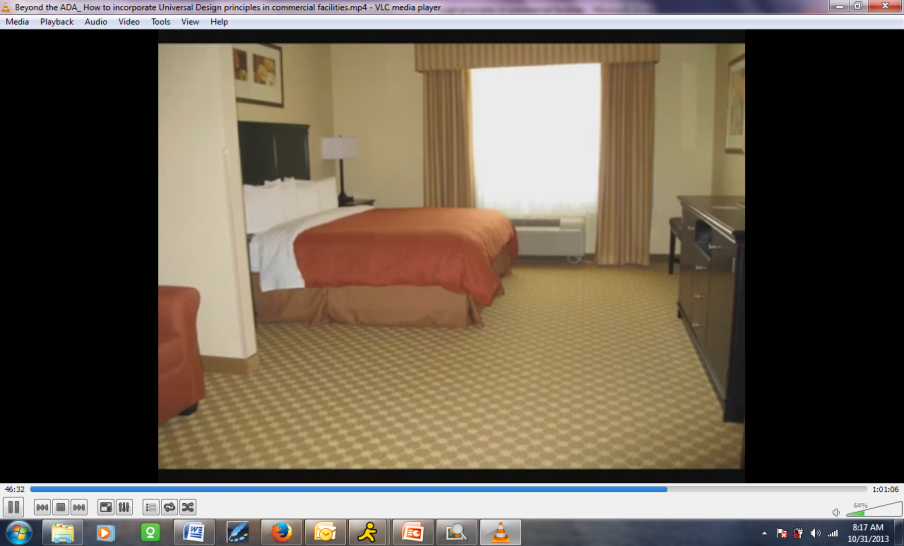 Beyond the ADA_ How to incorporate Universal Design principles in commercial facilities.mp4 - VLC media player
Media Playback Audio Video Tools View Help
46:32 1:01:06
64%
8:17 AM
10/31/2013